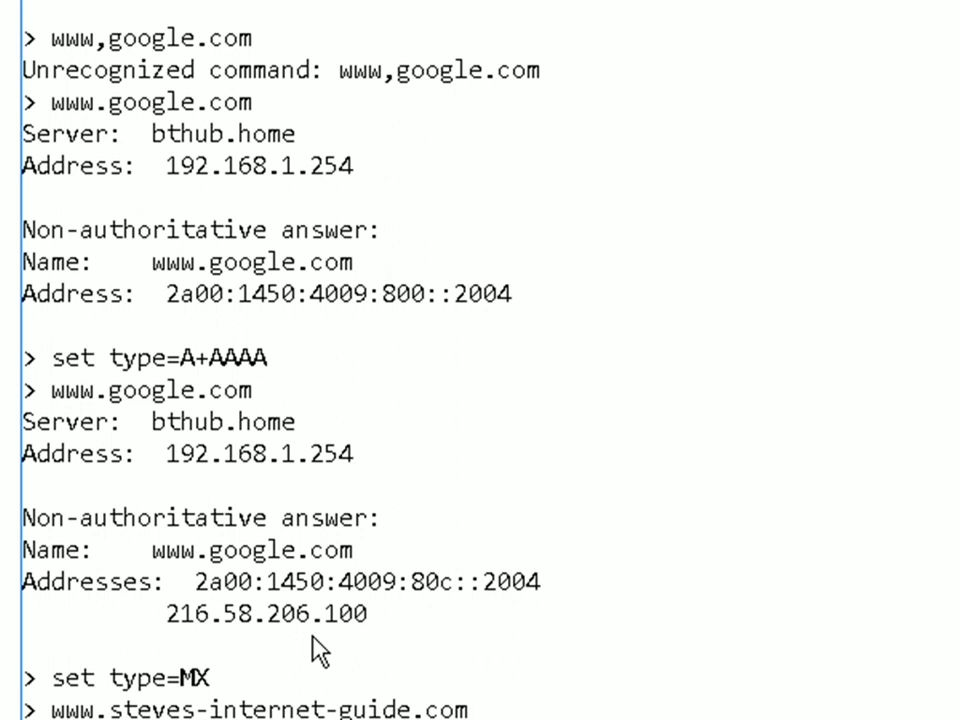 > www,google.com
Unrecognized command: www,google.com
> www.google.com
Server:  bthub.home
Address:  192.168.1.254
Non-authoritative answer:
Name:    www.google.com
Address:  2a00:1450:4009:800::2004
> set type=A+AAAA
> www.google.com
Server:  bthub.home
Address:  192.168.1.254
Non-authoritative answer:
Name:    www.google.com
Addresses:  2a00:1450:4009:80c::2004
          216.58.206.100
> set type=MX
> www.steves-internet-guide.com